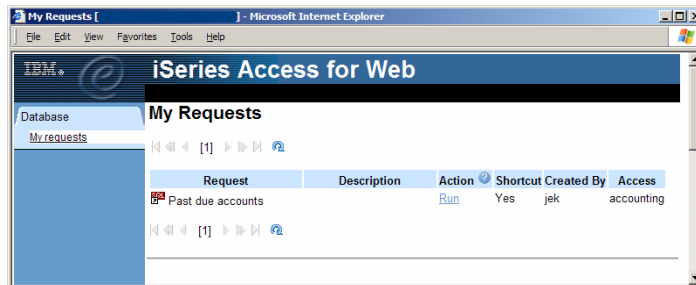 My Requests [ ] - Microsoft Internet Explorer
File Edit View Favorites Tools Help
IBM. iSeries Access for Web
Database
My requests
My Requests
[1]
Request Description Action ? Shortcut Created By Access
SQL Past due accounts Run Yes jek accounting
[1]